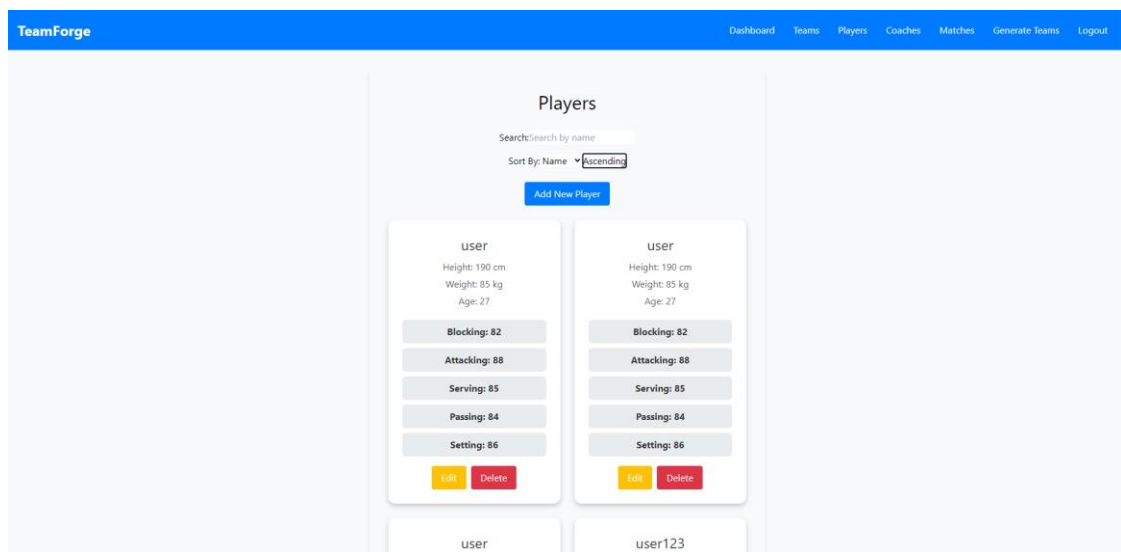 TeamForge
Dashboard Teams Players Coaches Matches Generate Teams Logout
Players
Search:Search by name
Sort By: Name Ascending
Add New Player
user
Height: 190 cm
Weight: 85 kg
Age: 27
Blocking: 82
Attacking: 88
Serving: 85
Passing: 84
Setting: 86
Edit Delete
user
Height: 190 cm
Weight: 85 kg
Age: 27
Blocking: 82
Attacking: 88
Serving: 85
Passing: 84
Setting: 86
Edit Delete
user
user123